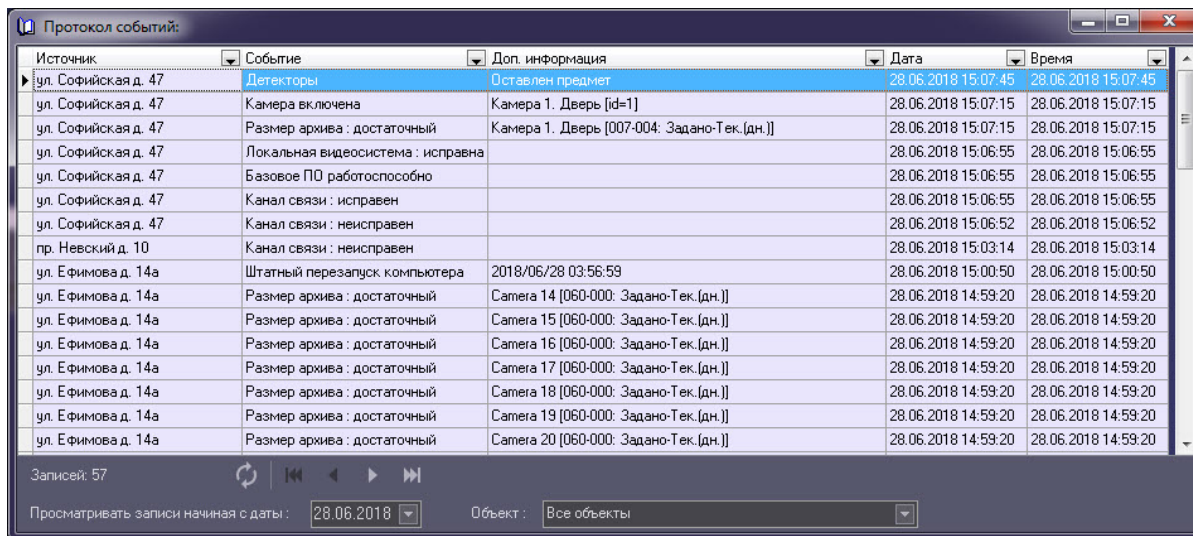 Протокол событий:
Источник Событие Доп. информация Дата Время
ул. Софийская д. 47 Детекторы Оставлен предмет 28.06.2018 15:07:45 28.06.2018 15:07:45
ул. Софийская д. 47 Камера включена Камера 1. Дверь [id=1] 28.06.2018 15:07:15 28.06.2018 15:07:15
ул. Софийская д. 47 Размер архива : достаточный Камера 1. Дверь [007-004: Задано-Тек.(дн.)] 28.06.2018 15:07:15 28.06.2018 15:07:15
ул. Софийская д. 47 Локальная видеосистема : исправна 28.06.2018 15:06:55 28.06.2018 15:06:55
ул. Софийская д. 47 Базовое ПО работоспособно 28.06.2018 15:06:55 28.06.2018 15:06:55
ул. Софийская д. 47 Канал связи : исправен 28.06.2018 15:06:55 28.06.2018 15:06:55
ул. Софийская д. 47 Канал связи : неисправен 28.06.2018 15:06:52 28.06.2018 15:06:52
пр. Невский д. 10 Канал связи : неисправен 28.06.2018 15:03:14 28.06.2018 15:03:14
ул. Ефимова д. 14а Штатный перезапуск компьютера 2018/06/28 03:56:59 28.06.2018 15:00:50 28.06.2018 15:00:50
ул. Ефимова д. 14а Размер архива : достаточный Camera 14 [060-000: Задано-Тек.(дн.)] 28.06.2018 14:59:20 28.06.2018 14:59:20
ул. Ефимова д. 14а Размер архива : достаточный Camera 15 [060-000: Задано-Тек.(дн.)] 28.06.2018 14:59:20 28.06.2018 14:59:20
ул. Ефимова д. 14а Размер архива : достаточный Camera 16 [060-000: Задано-Тек.(дн.)] 28.06.2018 14:59:20 28.06.2018 14:59:20
ул. Ефимова д. 14а Размер архива : достаточный Camera 17 [060-000: Задано-Тек.(дн.)] 28.06.2018 14:59:20 28.06.2018 14:59:20
ул. Ефимова д. 14а Размер архива : достаточный Camera 18 [060-000: Задано-Тек.(дн.)] 28.06.2018 14:59:20 28.06.2018 14:59:20
ул. Ефимова д. 14а Размер архива : достаточный Camera 19 [060-000: Задано-Тек.(дн.)] 28.06.2018 14:59:20 28.06.2018 14:59:20
ул. Ефимова д. 14а Размер архива : достаточный Camera 20 [060-000: Задано-Тек.(дн.)] 28.06.2018 14:59:20 28.06.2018 14:59:20
Записей: 57
Просматривать записи начиная с даты : 28.06.2018 Объект : Все объекты